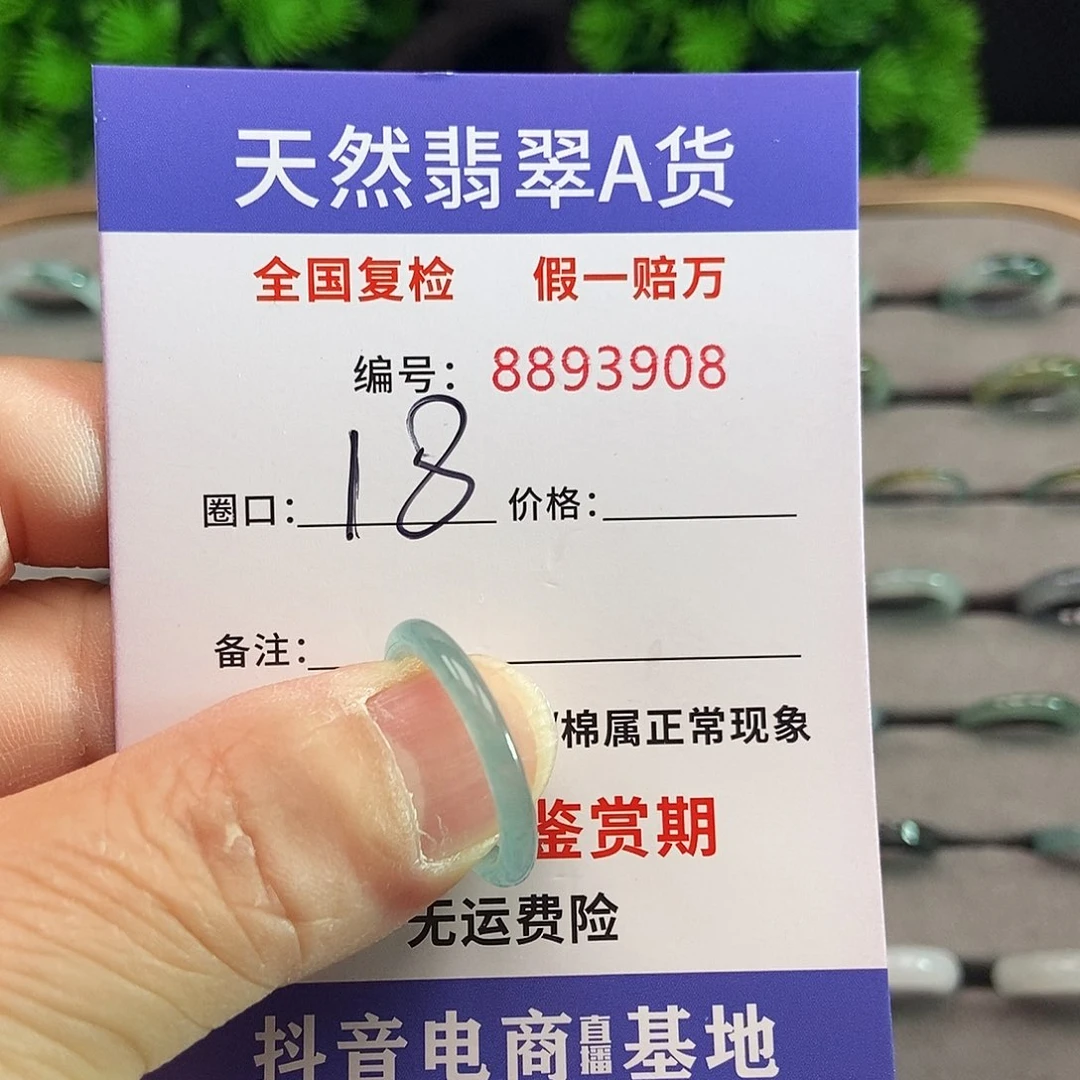 天然翡翠A货
全国复检 假一赔万
编号：8893908
圈口：18 价格：
备注：
棉属正常现象
鉴赏期
无运费险
抖音电商直播基地